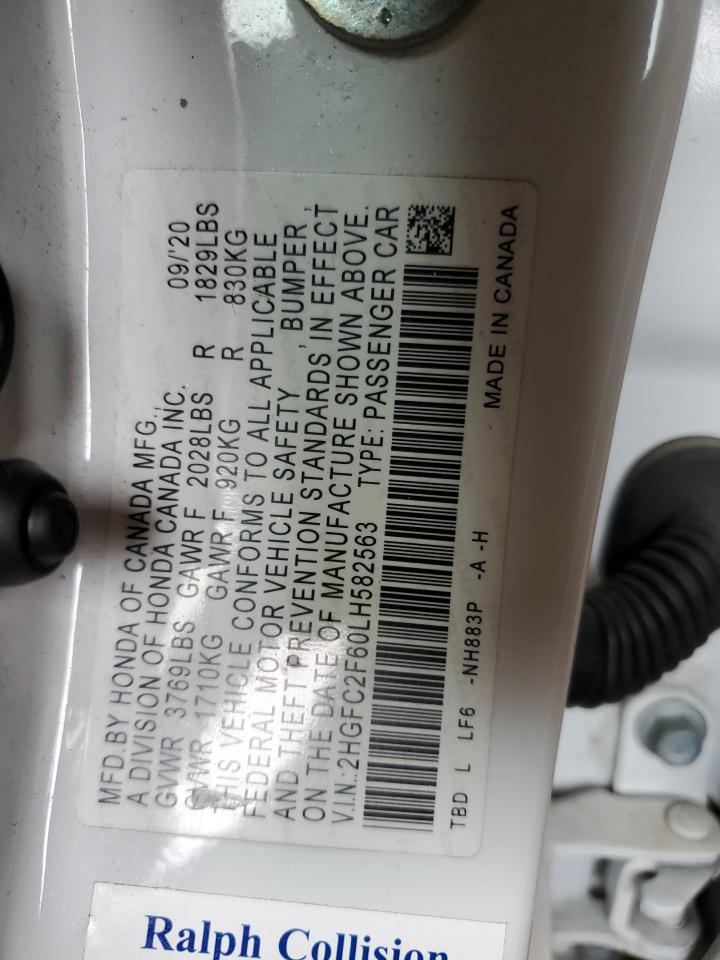 MFD. BY HONDA OF CANADA MFG., 09/'20
A DIVISION OF HONDA CANADA INC.
GVWR 3769LBS GAWR F 2028LBS R 1829LBS
GVWR 1710KG GAWR F 920KG R 830KG
THIS VEHICLE CONFORMS TO ALL APPLICABLE
FEDERAL MOTOR VEHICLE SAFETY , BUMPER ,
AND THEFT PREVENTION STANDARDS IN EFFECT
ON THE DATE OF MANUFACTURE SHOWN ABOVE.
V.I.N.:2HGFC2F60LH582563 TYPE: PASSENGER CAR
TBD L LF6 -NH883P -A -H MADE IN CANADA
Ralph Collision